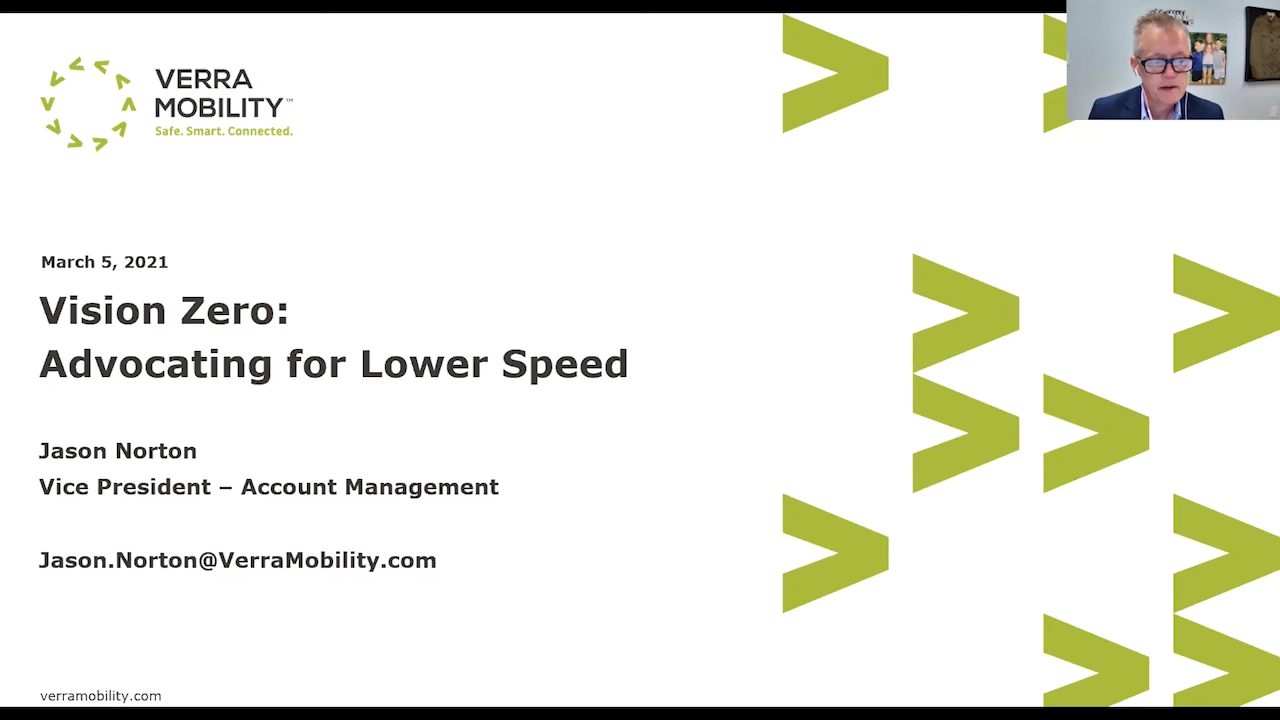 VERRA
MOBILITY™
Safe. Smart. Connected.
March 5, 2021
Vision Zero:
Advocating for Lower Speed
Jason Norton
Vice President – Account Management
Jason.Norton@VerraMobility.com
verramobility.com